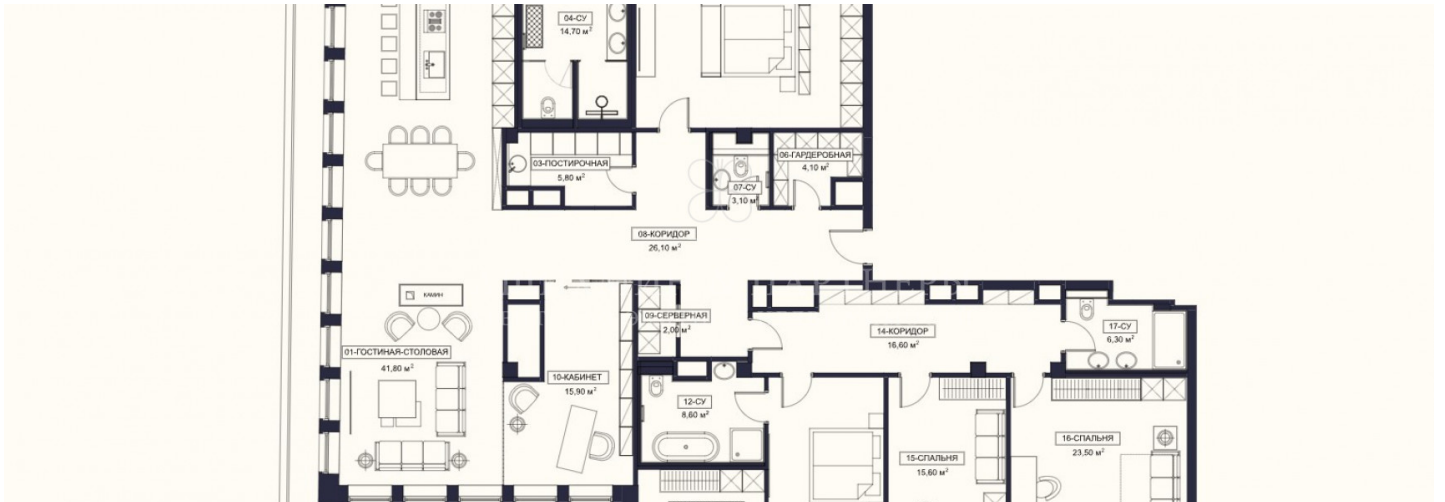 04-СУ
14,70 м²
03-ПОСТИРОЧНАЯ
5,80 м²
06-ГАРДЕРОБНАЯ
4,10 м²
07-СУ
3,10 м²
08-КОРИДОР
26,10 м²
КАМИН
09-СЕРВЕРНАЯ
2,00 м²
14-КОРИДОР
16,60 м²
17-СУ
6,30 м²
01-ГОСТИНАЯ-СТОЛОВАЯ
41,80 м²
10-КАБИНЕТ
15,90 м²
12-СУ
8,60 м²
15-СПАЛЬНЯ
15,60 м²
16-СПАЛЬНЯ
23,50 м²